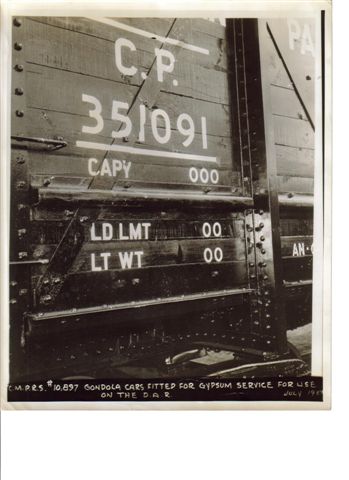 C.P.
PA
351091
CAPY 000
LD LMT 00
LT WT 00
AN-
C.M.P.R.S. #10,897 GONDOLA CARS FITTED FOR GYPSUM SERVICE FOR USE
ON THE D.A.R. JULY